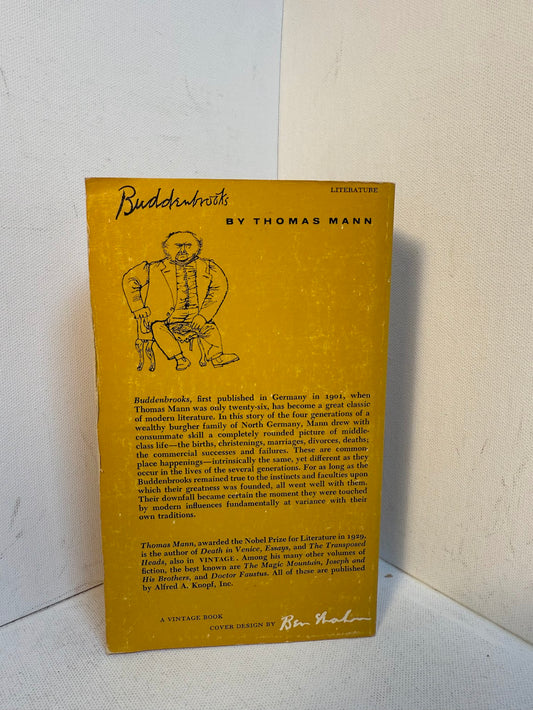 Buddenbrooks
LITERATURE
BY THOMAS MANN
Buddenbrooks, first published in Germany in 1901, when
Thomas Mann was only twenty-six, has become a great classic
of modern literature. In this story of the four generations of a
wealthy burgher family of North Germany, Mann drew with
consummate skill a completely rounded picture of middle-
class life—the births, christenings, marriages, divorces, deaths;
the commercial successes and failures. These are common-
place happenings—intrinsically the same, yet different as they
occur in the lives of the several generations. For as long as the
Buddenbrooks remained true to the instincts and faculties upon
which their greatness was founded, all went well with them.
Their downfall became certain the moment they were touched
by modern influences fundamentally at variance with their
own traditions.
Thomas Mann, awarded the Nobel Prize for Literature in 1929,
is the author of Death in Venice, Essays, and The Transposed
Heads, also in VINTAGE. Among his many other volumes of
fiction, the best known are The Magic Mountain, Joseph and
His Brothers, and Doctor Faustus. All of these are published
by Alfred A. Knopf, Inc.
A VINTAGE BOOK
COVER DESIGN BY Ben Shahn